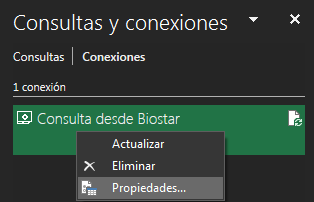 Consultas y conexiones
Consultas | Conexiones
1 conexión
Consulta desde Biostar
Actualizar
Eliminar
Propiedades...